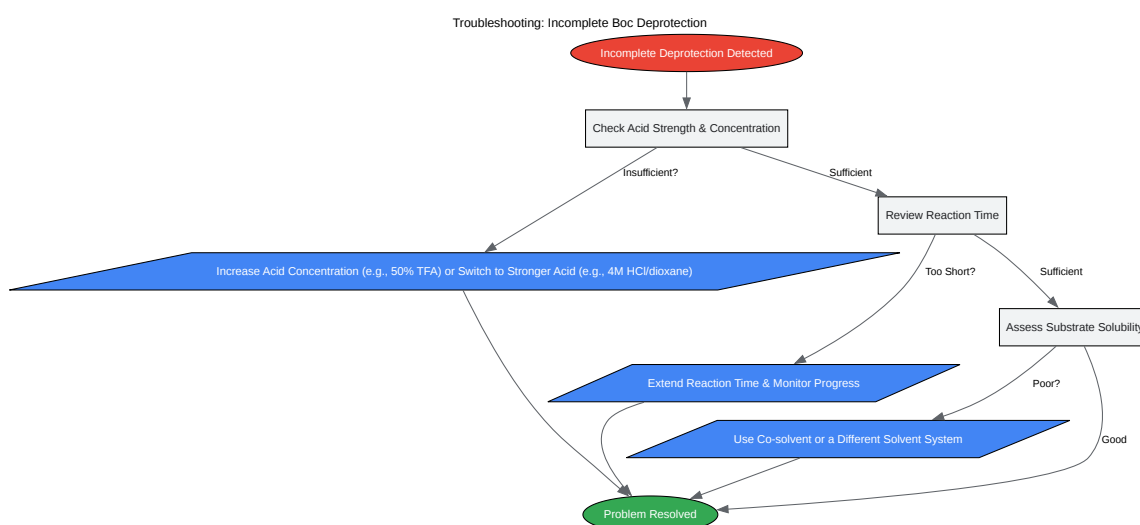 Troubleshooting: Incomplete Boc Deprotection
Incomplete Deprotection Detected
Check Acid Strength & Concentration
Insufficient?
Sufficient
Review Reaction Time
Increase Acid Concentration (e.g., 50% TFA) or Switch to Stronger Acid (e.g., 4M HCl/dioxane)
Too Short?
Sufficient
Assess Substrate Solubility
Extend Reaction Time & Monitor Progress
Poor?
Use Co-solvent or a Different Solvent System
Good
Problem Resolved